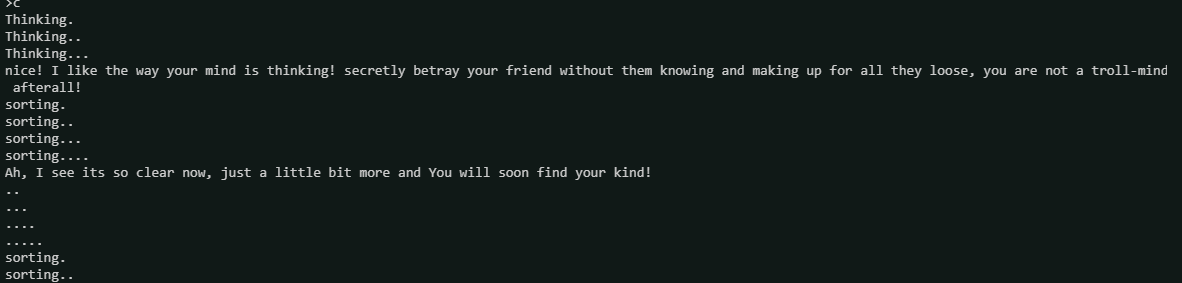 >c
Thinking.
Thinking..
Thinking...
nice! I like the way your mind is thinking! secretly betray your friend without them knowing and making up for all they loose, you are not a troll-mind
afterall!
sorting.
sorting..
sorting...
sorting....
Ah, I see its so clear now, just a little bit more and You will soon find your kind!
..
...
....
.....
sorting.
sorting..